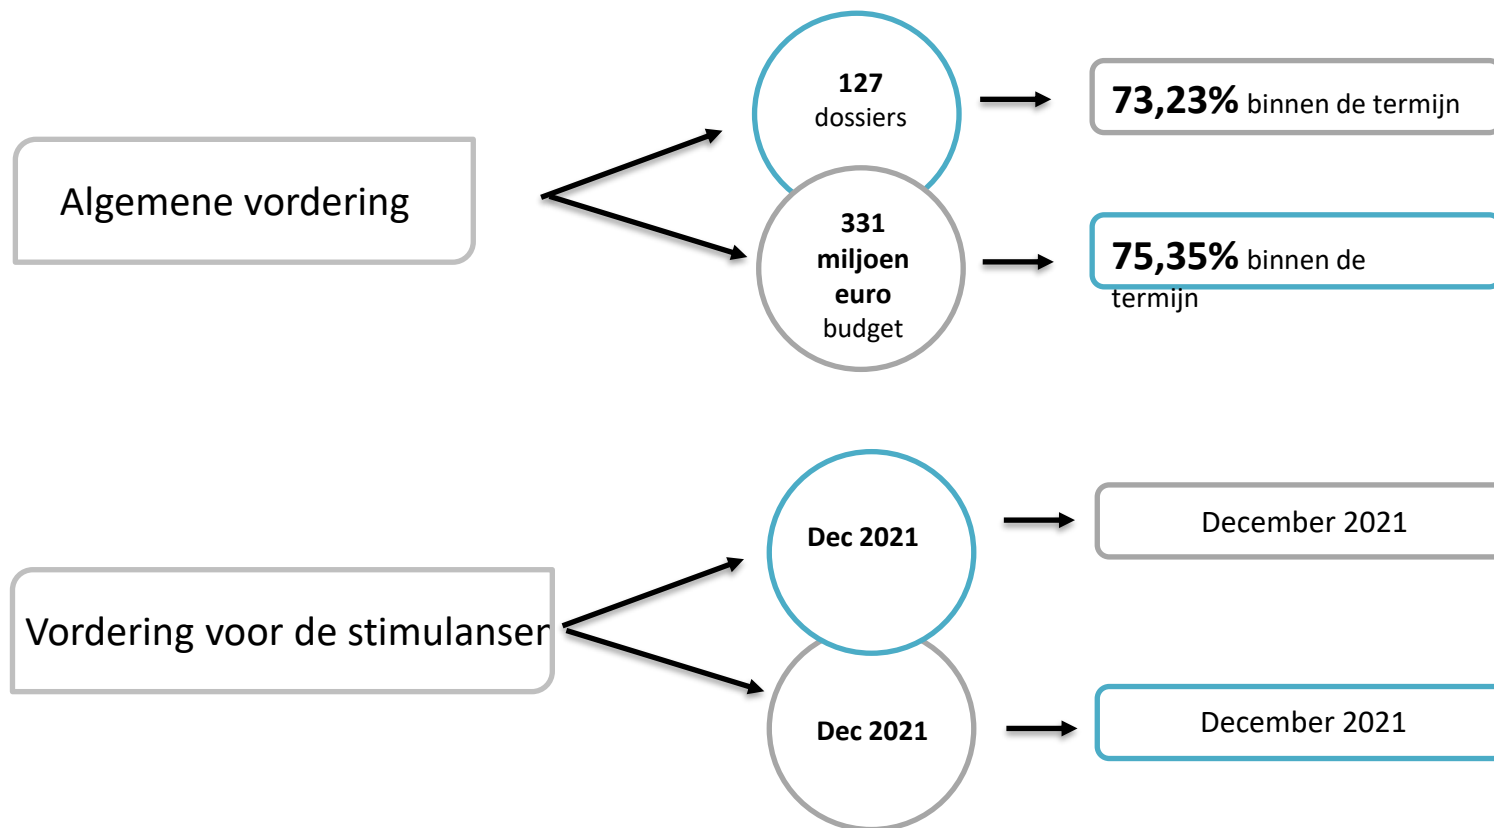 Algemene vordering
127
dossiers
73,23% binnen de termijn
331
miljoen
euro
budget
75,35% binnen de
termijn
Vordering voor de stimulansen
Dec 2021
December 2021
Dec 2021
December 2021